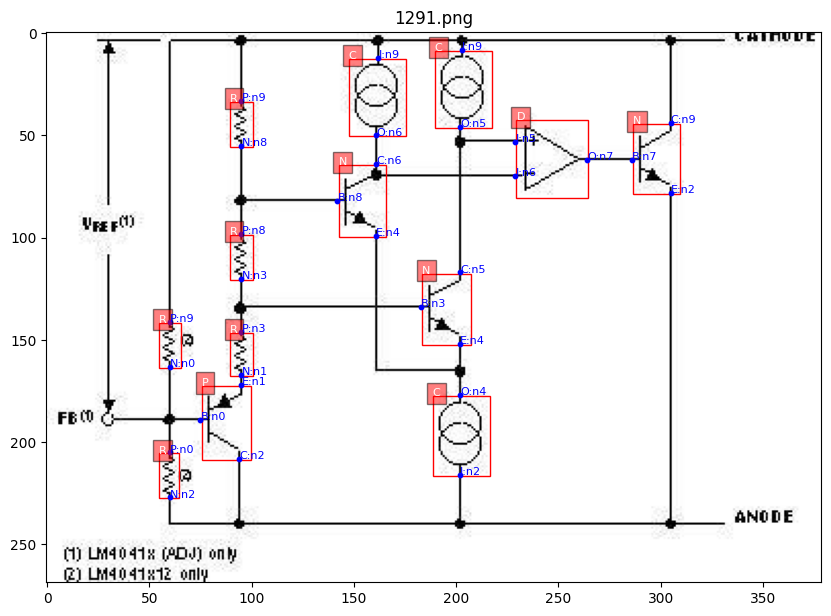 1291.png
CATHODE
C I:n9
C I:n9
R P:n9
N:n8
O:n5
O:n6
D I:n5
+
I:n6
O:n7
N C:n9
B:n7
E:n2
N C:n6
B:n8
E:n4
VREF(1)
R P:n8
N:n3
N C:n5
B:n3
E:n4
R P:n9
(2)
N:n0
R P:n3
N:n1
P E:n1
B:n0
C:n2
FB(1)
C O:n4
I:n2
R P:n0
(2)
N:n2
ANODE
(1) LM4041x (ADJ) only
(2) LM4041x12 only
0
50
100
150
200
250
0 50 100 150 200 250 300 350